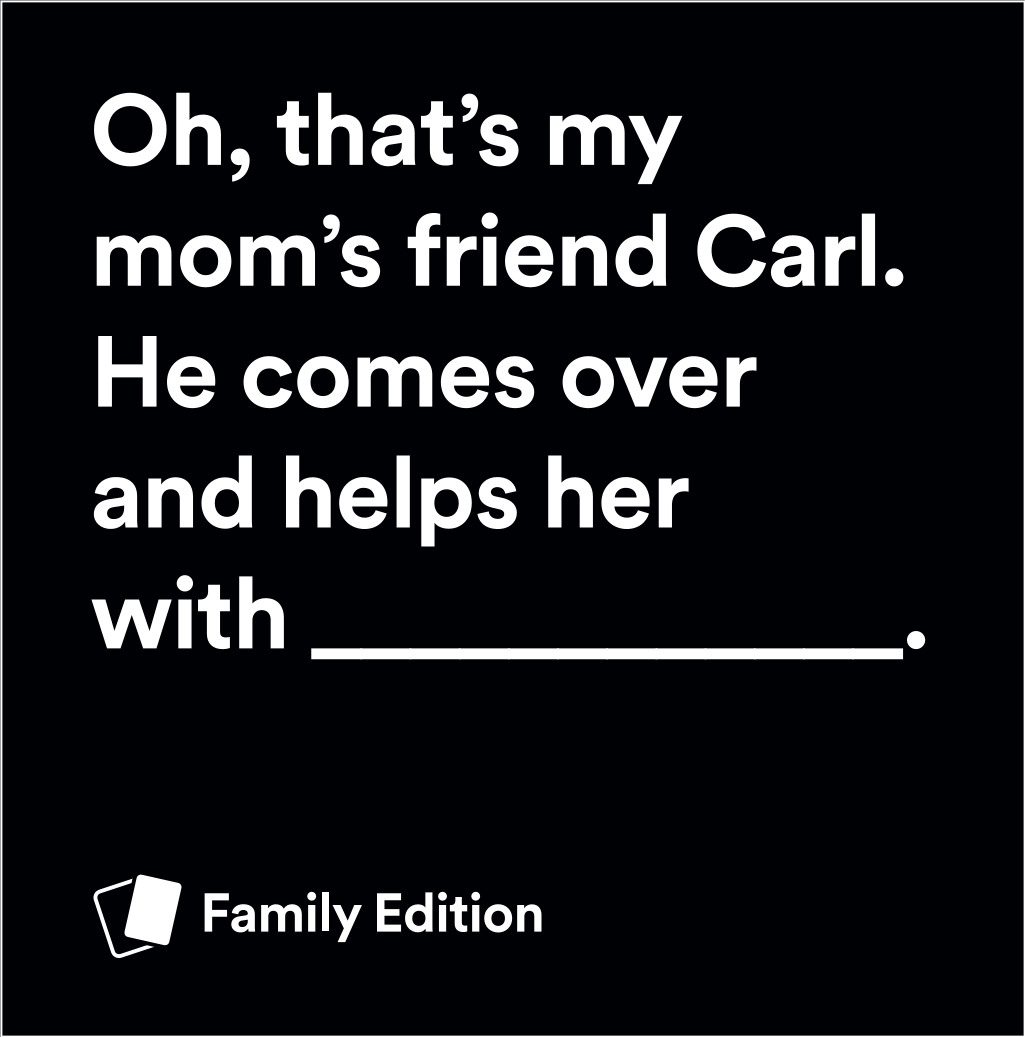 Oh, that’s my
mom’s friend Carl.
He comes over
and helps her
with ____________.
Family Edition